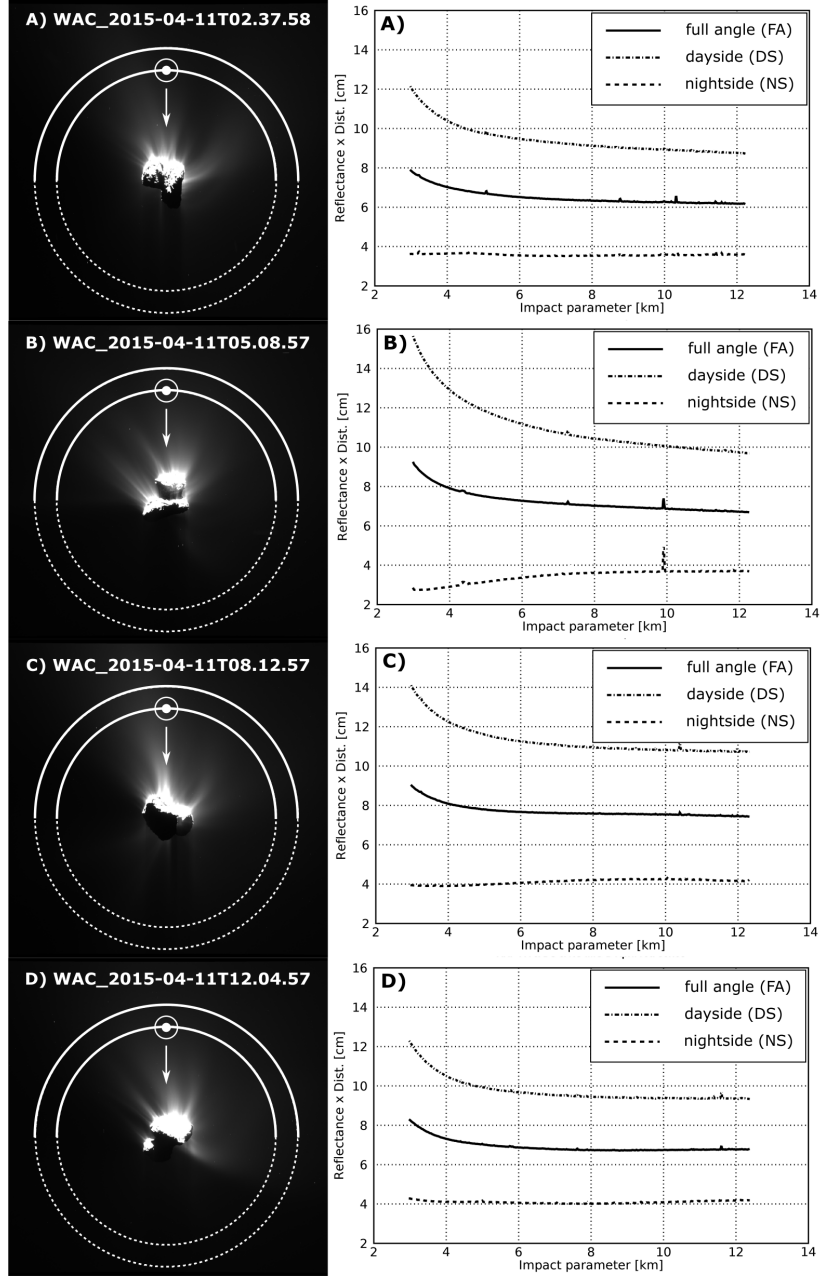 A) WAC_2015-04-11T02.37.58
A)
full angle (FA)
dayside (DS)
nightside (NS)
Reflectance x Dist. [cm]
16
14
12
10
8
6
4
2
2 4 6 8 10 12 14
Impact parameter [km]
B) WAC_2015-04-11T05.08.57
B)
full angle (FA)
dayside (DS)
nightside (NS)
Reflectance x Dist. [cm]
16
14
12
10
8
6
4
2
2 4 6 8 10 12 14
Impact parameter [km]
C) WAC_2015-04-11T08.12.57
C)
full angle (FA)
dayside (DS)
nightside (NS)
Reflectance x Dist. [cm]
16
14
12
10
8
6
4
2
2 4 6 8 10 12 14
Impact parameter [km]
D) WAC_2015-04-11T12.04.57
D)
full angle (FA)
dayside (DS)
nightside (NS)
Reflectance x Dist. [cm]
16
14
12
10
8
6
4
2
2 4 6 8 10 12 14
Impact parameter [km]